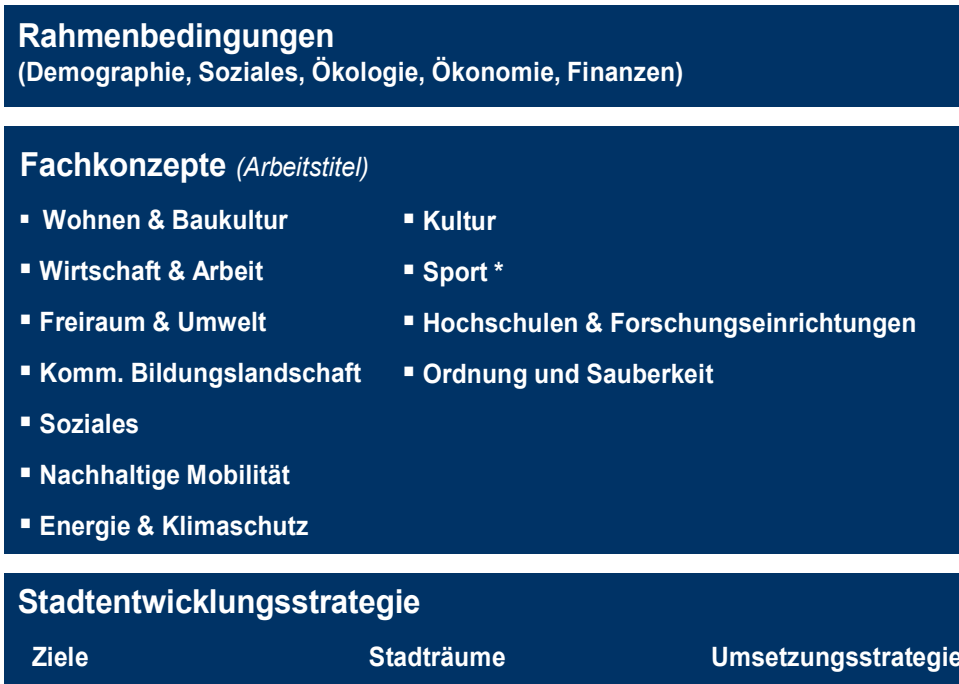 Rahmenbedingungen
(Demographie, Soziales, Ökologie, Ökonomie, Finanzen)
Fachkonzepte (Arbeitstitel)
▪ Wohnen & Baukultur
▪ Wirtschaft & Arbeit
▪ Freiraum & Umwelt
▪ Komm. Bildungslandschaft
▪ Soziales
▪ Nachhaltige Mobilität
▪ Energie & Klimaschutz
▪ Kultur
▪ Sport *
▪ Hochschulen & Forschungseinrichtungen
▪ Ordnung und Sauberkeit
Stadtentwicklungsstrategie
Ziele Stadträume Umsetzungsstrategie